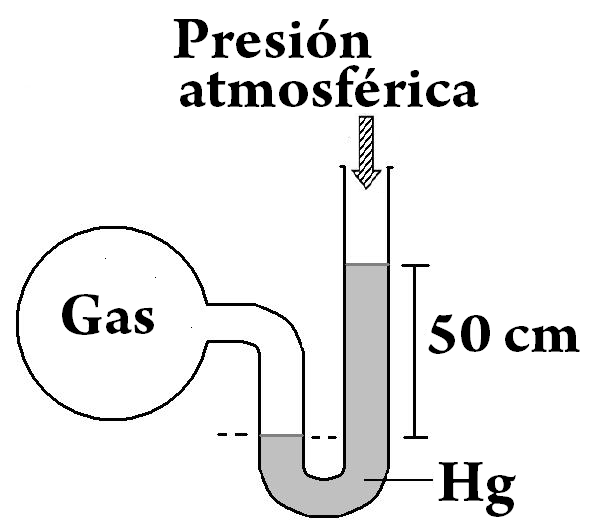 Presión
atmosférica
Gas
50 cm
Hg